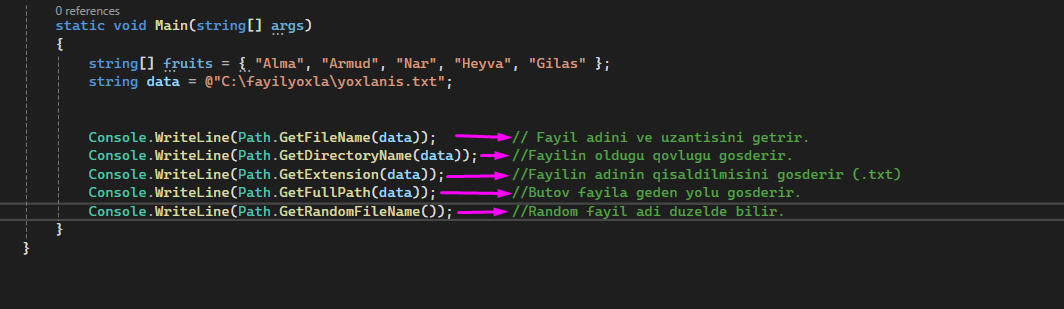 0 references
static void Main(string[] args)
{
string[] fruits = { "Alma", "Armud", "Nar", "Heyva", "Gilas" };
string data = @"C:\fayilyoxla\yoxlanis.txt";
Console.WriteLine(Path.GetFileName(data)); // Fayil adini ve uzantisini getrir.
Console.WriteLine(Path.GetDirectoryName(data)); //Fayilin oldugu qovlugu gosderir.
Console.WriteLine(Path.GetExtension(data)); //Fayilin adinin qisaldilmisini gosderir (.txt)
Console.WriteLine(Path.GetFullPath(data)); //Butov fayila geden yolu gosderir.
Console.WriteLine(Path.GetRandomFileName()); //Random fayil adi duzelde bilir.
}
}